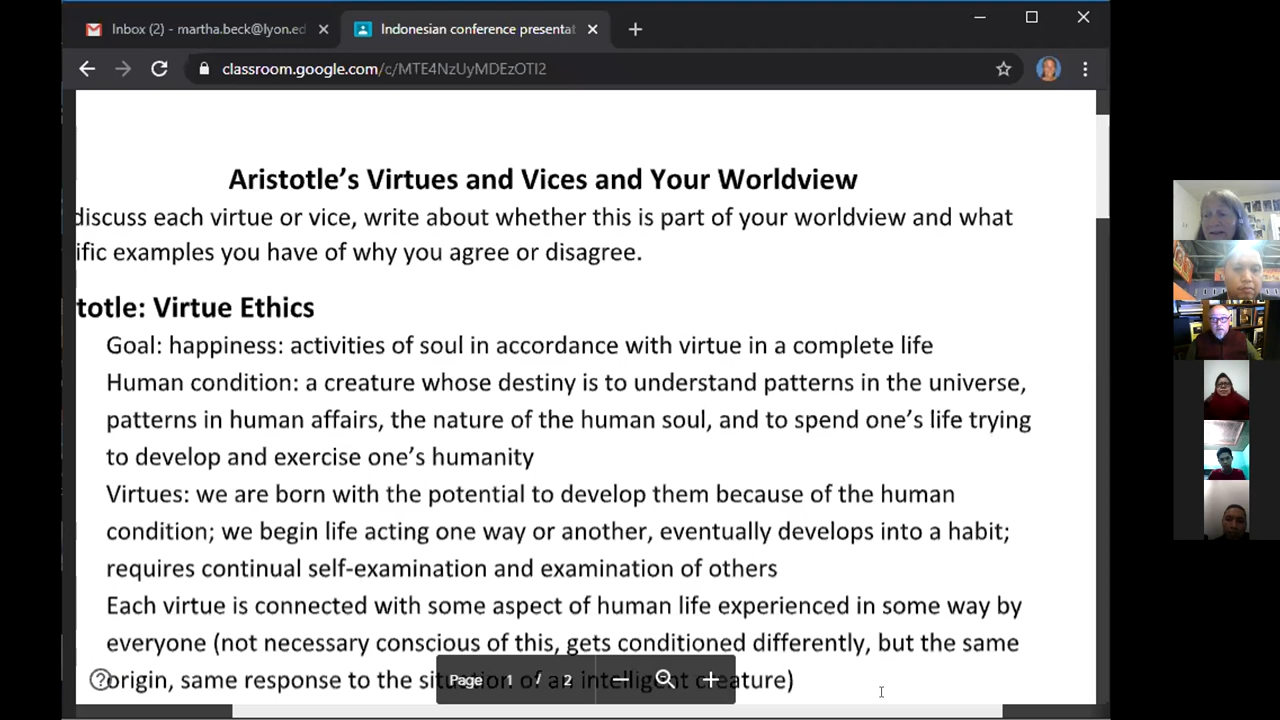 Inbox (2) - martha.beck@lyon.ed
Indonesian conference presentat
classroom.google.com/c/MTE4NzUyMDEzOTI2
Aristotle's Virtues and Vices and Your Worldview
discuss each virtue or vice, write about whether this is part of your worldview and what
ific examples you have of why you agree or disagree.
totle: Virtue Ethics
Goal: happiness: activities of soul in accordance with virtue in a complete life
Human condition: a creature whose destiny is to understand patterns in the universe,
patterns in human affairs, the nature of the human soul, and to spend one's life trying
to develop and exercise one's humanity
Virtues: we are born with the potential to develop them because of the human
condition; we begin life acting one way or another, eventually develops into a habit;
requires continual self-examination and examination of others
Each virtue is connected with some aspect of human life experienced in some way by
everyone (not necessary conscious of this, gets conditioned differently, but the same
origin, same response to the situation of an intelligent creature)
Page 1 / 2